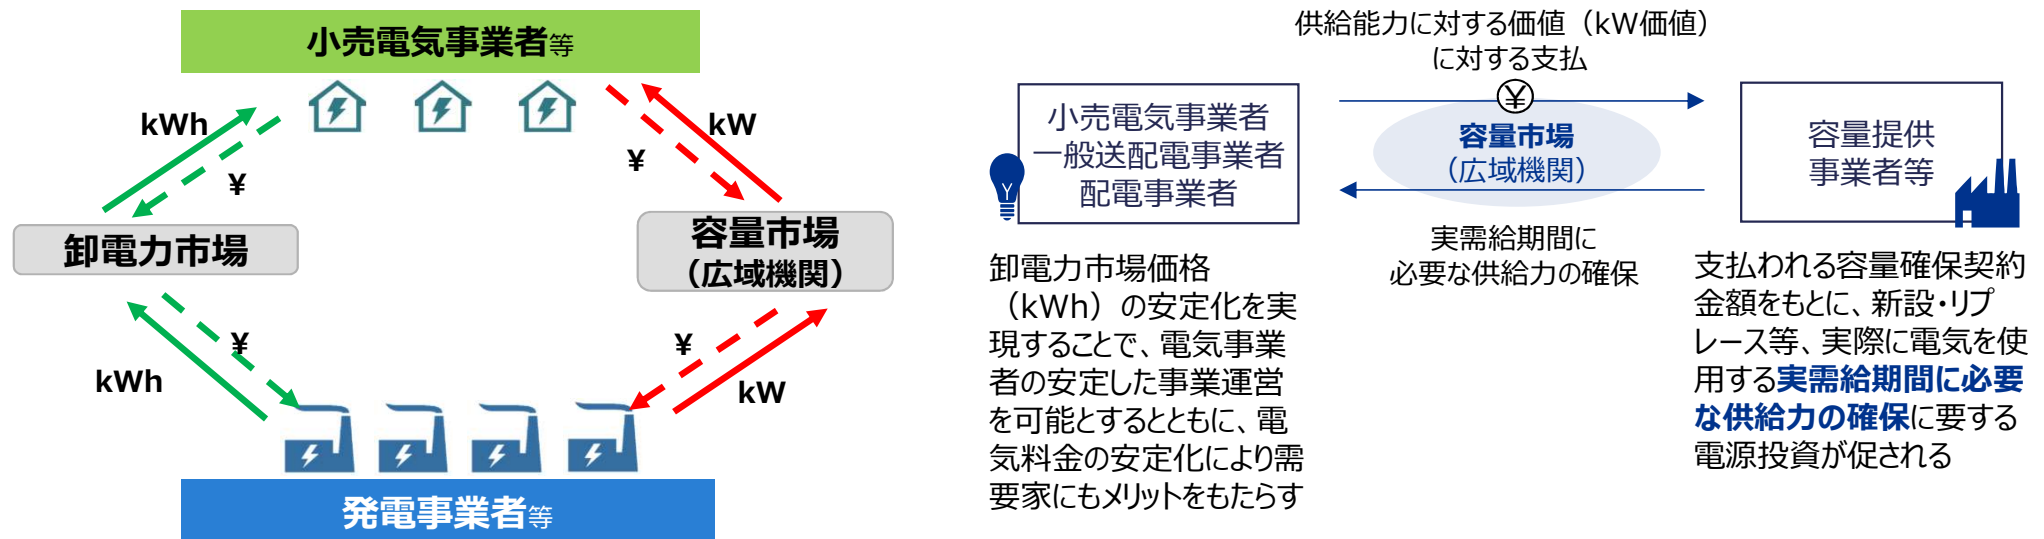 小売電気事業者等
kWh
¥
kW
¥
卸電力市場
容量市場
（広域機関）
¥
kWh
¥
kW
発電事業者等
供給能力に対する価値（kW価値）
に対する支払
¥
小売電気事業者
一般送配電事業者
配電事業者
容量市場
（広域機関）
容量提供
事業者等
実需給期間に
必要な供給力の確保
卸電力市場価格
（kWh）の安定化を実
現することで、電気事業
者の安定した事業運営
を可能とするとともに、電
気料金の安定化により需
要家にもメリットをもたらす
支払われる容量確保契約
金額をもとに、新設・リプ
レース等、実際に電気を使
用する実需給期間に必要
な供給力の確保に要する
電源投資が促される